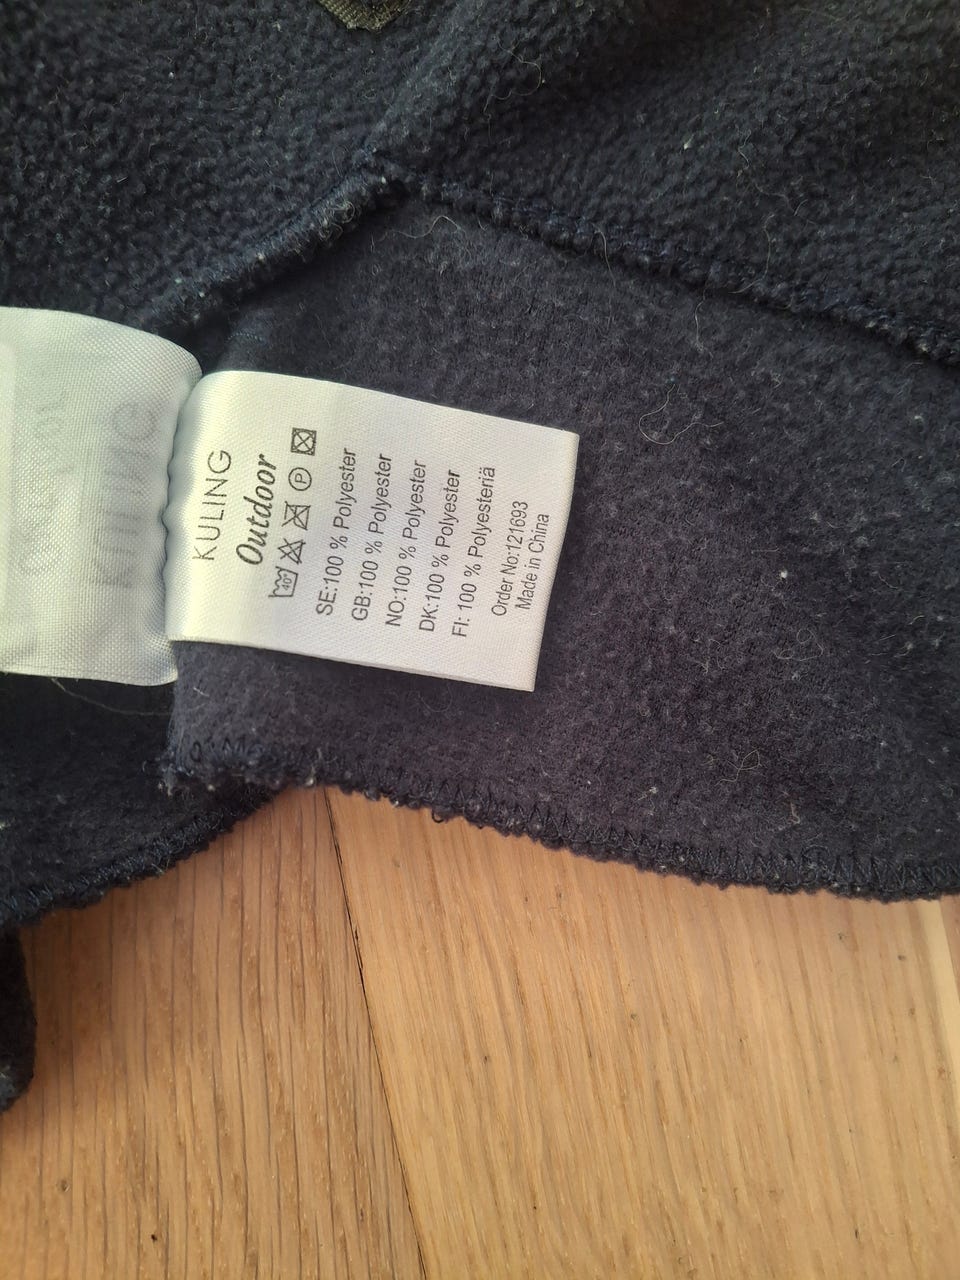 KULING
Outdoor
40°
P
SE:100 % Polyester
GB:100 % Polyester
NO:100 % Polyester
DK:100 % Polyester
FI: 100 % Polyesteriä
Order No:121693
Made in China